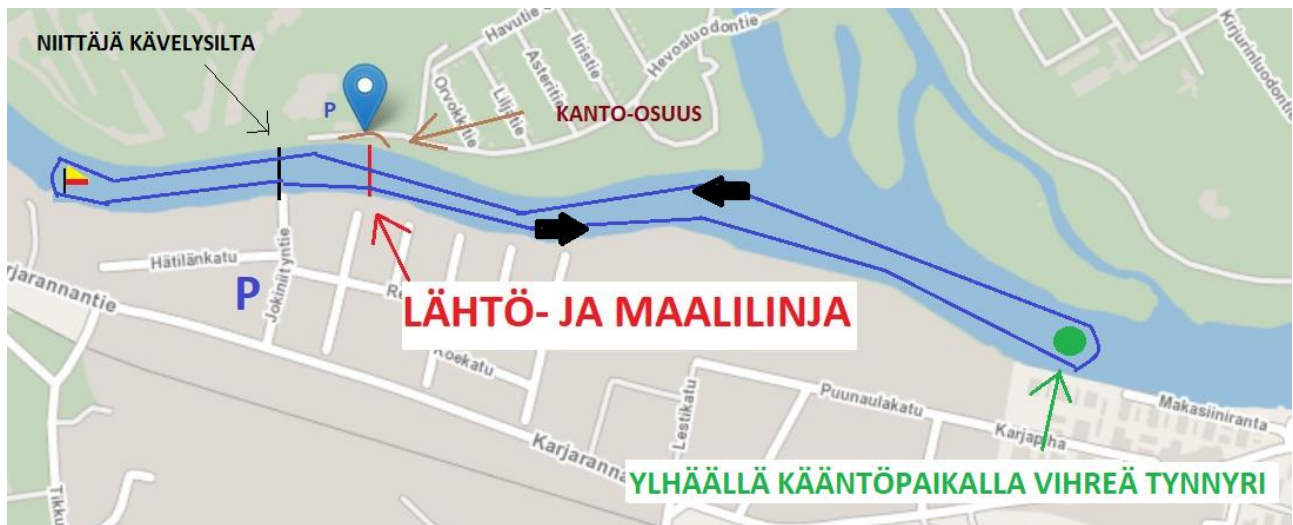 NIITTÄJÄ KÄVELYSILTA
P
KANTO-OSUUS
Havutie
Iiristie
Asteritie
Liljatie
Orvokkitie
Hevosluodontie
Kirjurinluodontie
Hätilänkatu
Jokiniityntie
P
LÄHTÖ- JA MAALILINJA
Koekatu
Karjarannantie
Lestikatu
Puunaulakatu
Makasiiniranta
Karjapiha
YLHÄÄLLÄ KÄÄNTÖPAIKALLA VIHREÄ TYNNYRI